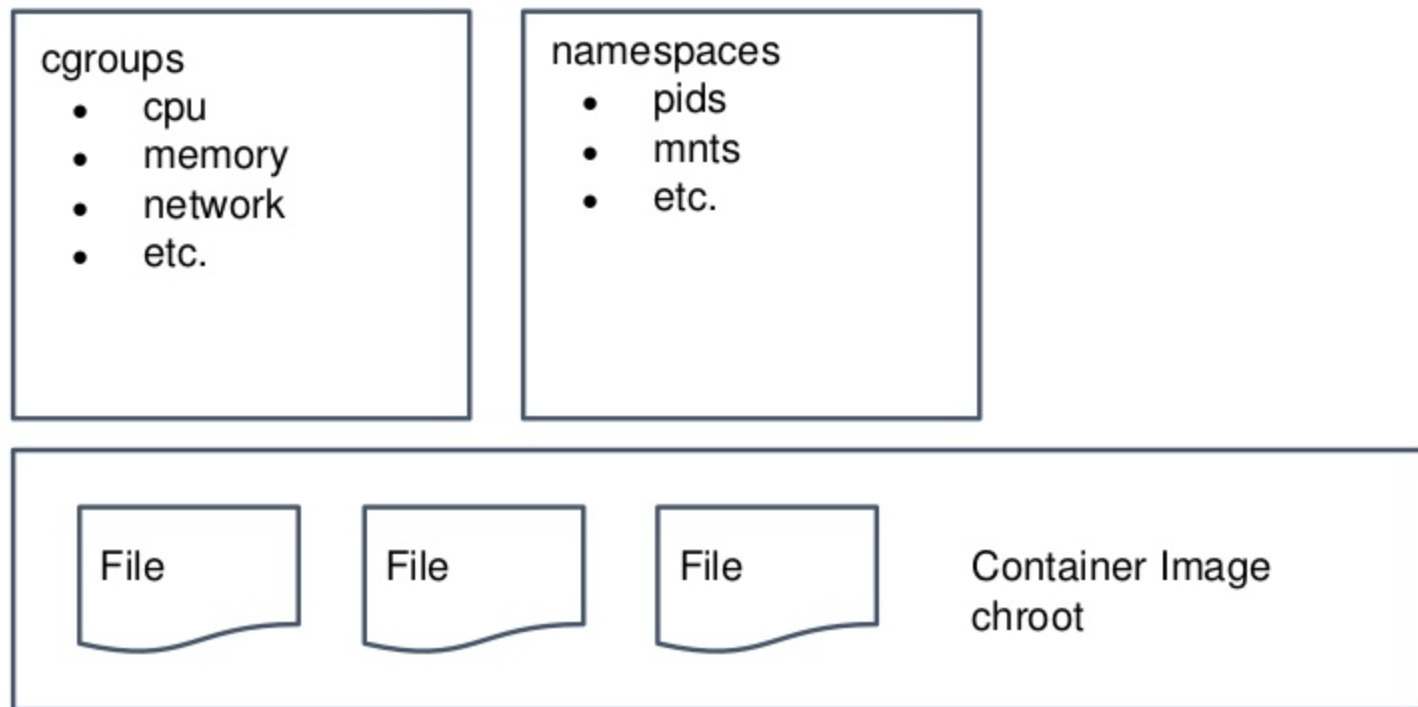 cgroups
• cpu
• memory
• network
• etc.
namespaces
• pids
• mnts
• etc.
File
File
File
Container Image
chroot